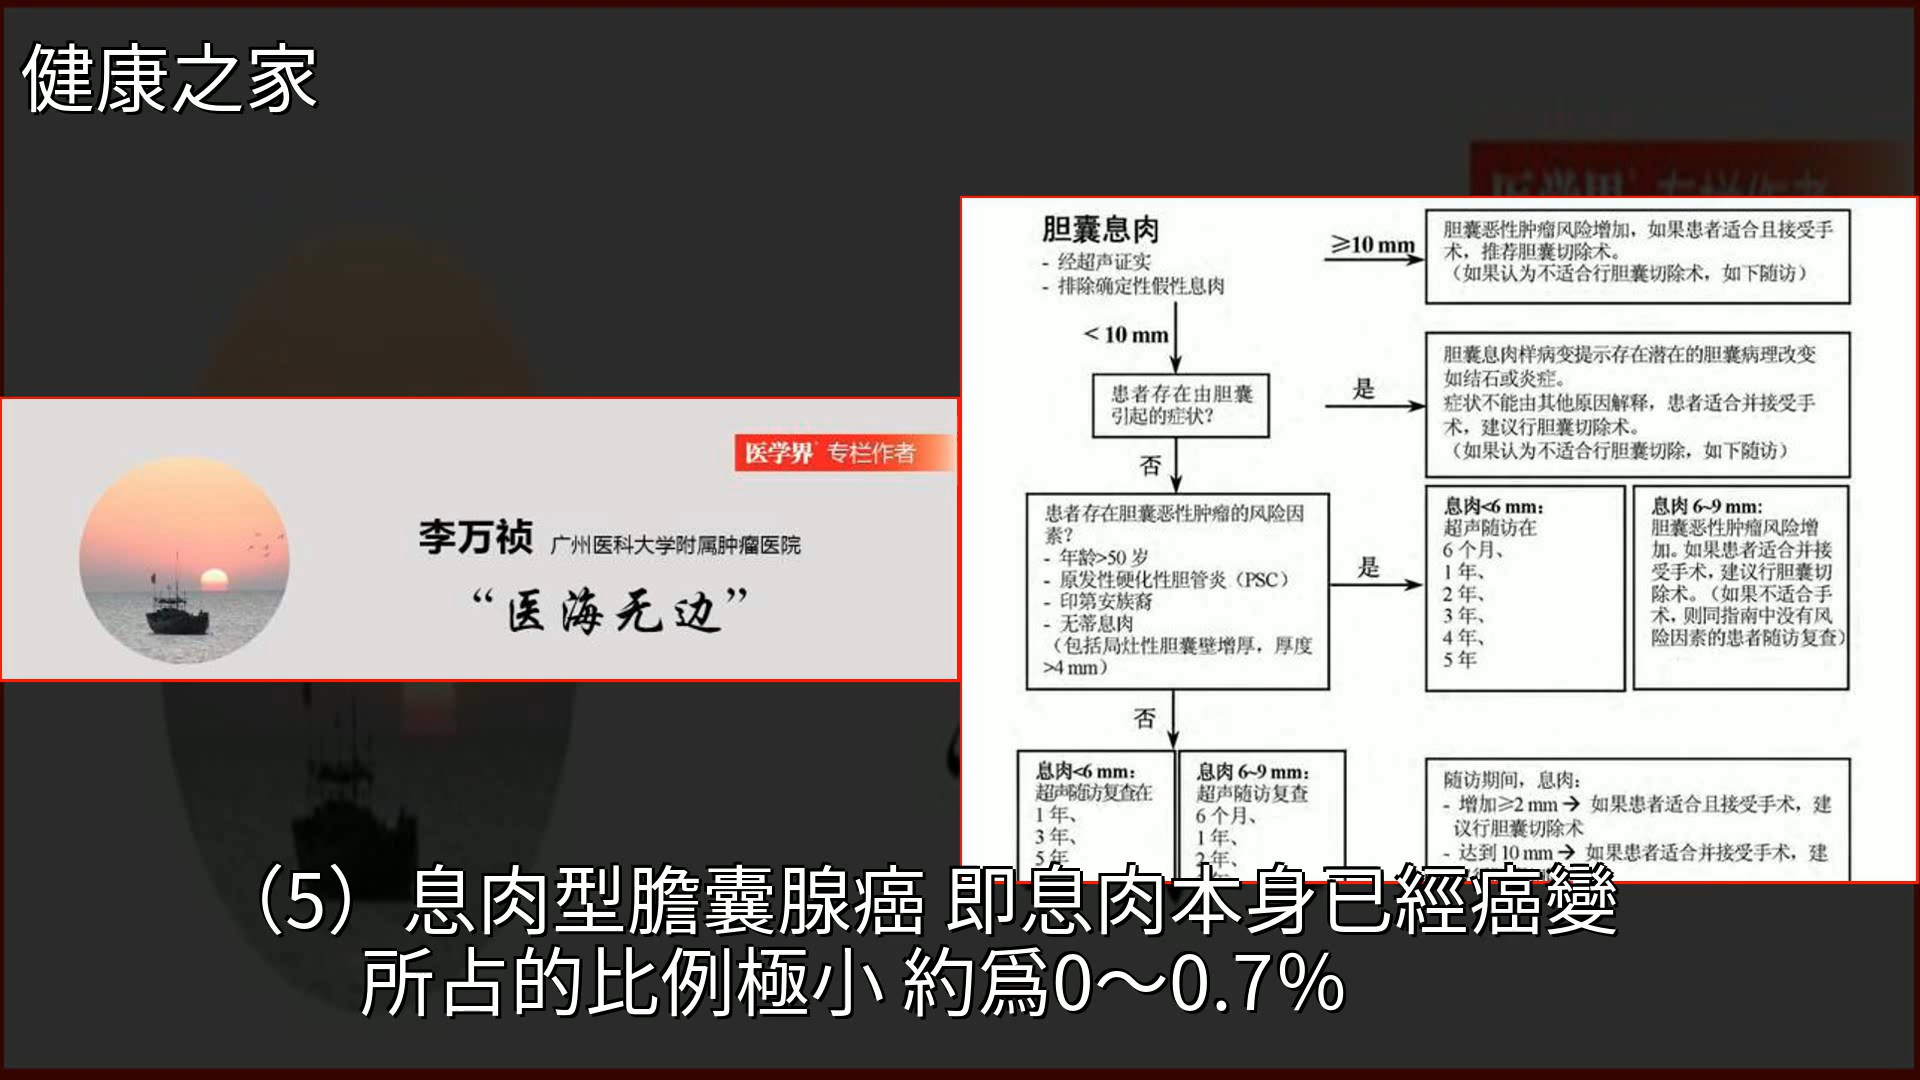 健康之家
医学界 专栏作者
李万祯 广州医科大学附属肿瘤医院
“医海无边”
胆囊息肉
- 经超声证实
- 排除确定性假性息肉
≥10 mm
胆囊恶性肿瘤风险增加，如果患者适合且接受手
术，推荐胆囊切除术。
（如果认为不适合行胆囊切除术，如下随访）
< 10 mm
患者存在由胆囊
引起的症状？
是
胆囊息肉样病变提示存在潜在的胆囊病理改变
如结石或炎症。
症状不能由其他原因解释，患者适合并接受手
术，建议行胆囊切除术。
（如果认为不适合行胆囊切除，如下随访）
否
患者存在胆囊恶性肿瘤的风险因
素？
- 年龄>50 岁
- 原发性硬化性胆管炎（PSC）
- 印第安族裔
- 无蒂息肉
（包括局灶性胆囊壁增厚，厚度
>4 mm）
是
息肉<6 mm：
超声随访在
6 个月、
1 年、
2 年、
3 年、
4 年、
5 年
息肉 6~9 mm:
胆囊恶性肿瘤风险增
加。如果患者适合并接
受手术，建议行胆囊切
除术。（如果不适合手
术，则同指南中没有风
险因素的患者随访复查）
否
息肉<6 mm：
超声随访复查在
1 年、
3 年、
5 年
息肉 6~9 mm：
超声随访复查
6 个月、
1 年、
2 年、
随访期间，息肉：
- 增加≥2 mm→ 如果患者适合且接受手术，建
议行胆囊切除术
- 达到 10 mm→ 如果患者适合并接受手术，建
（5）息肉型膽囊腺癌 即息肉本身已經癌變
所占的比例極小 約爲0～0.7%